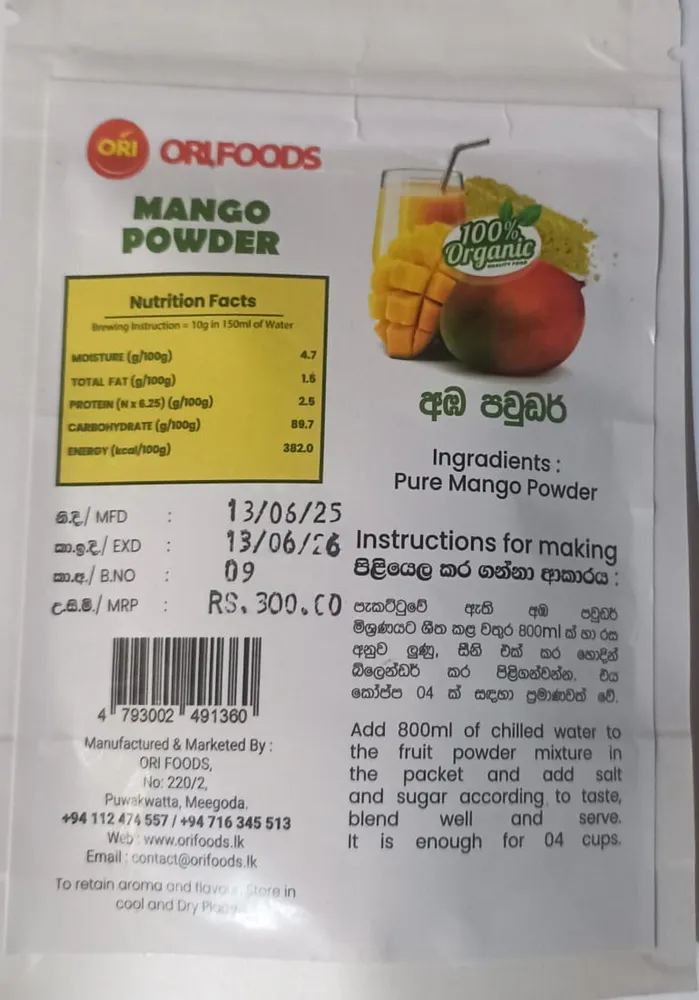 ORI ORI FOODS
MANGO
POWDER
100%
Organic
QUALITY FOOD
Nutrition Facts
Brewing Instruction = 10g in 150ml of Water
MOISTURE (g/100g) 4.7
TOTAL FAT (g/100g) 1.6
PROTEIN (N x 6.25) (g/100g) 2.5
CARBOHYDRATE (g/100g) 89.7
ENERGY (kcal/100g) 382.0
නි.දි./ MFD : 13/06/25
කා.ඉ.දි./ EXD : 13/06/26
කා.අ./ B.NO : 09
උ.සි.මි./ MRP : RS.300.00
4 793002 491360
Manufactured & Marketed By :
ORI FOODS,
No: 220/2,
Puwakwatta, Meegoda.
+94 112 474 557 / +94 716 345 513
Web : www.orifoods.lk
Email : contact@orifoods.lk
To retain aroma and flavour Store in
cool and Dry Place
අඹ පවුඩර්
Ingradients :
Pure Mango Powder
Instructions for making
පිළියෙල කර ගන්නා ආකාරය :
පැකට්ටුවේ ඇති අඹ පවුඩර්
මිශ්‍රණයට ශීත කළ වතුර 800ml ක් හා රස
අනුව ලුණු, සීනි එක් කර හොදින්
බ්ලෙන්ඩර් කර පිළිගන්වන්න. එය
කෝප්ප 04 ක් සඳහා ප්‍රමාණවත් වේ.
Add 800ml of chilled water to
the fruit powder mixture in
the packet and add salt
and sugar according to taste,
blend well and serve.
It is enough for 04 cups.